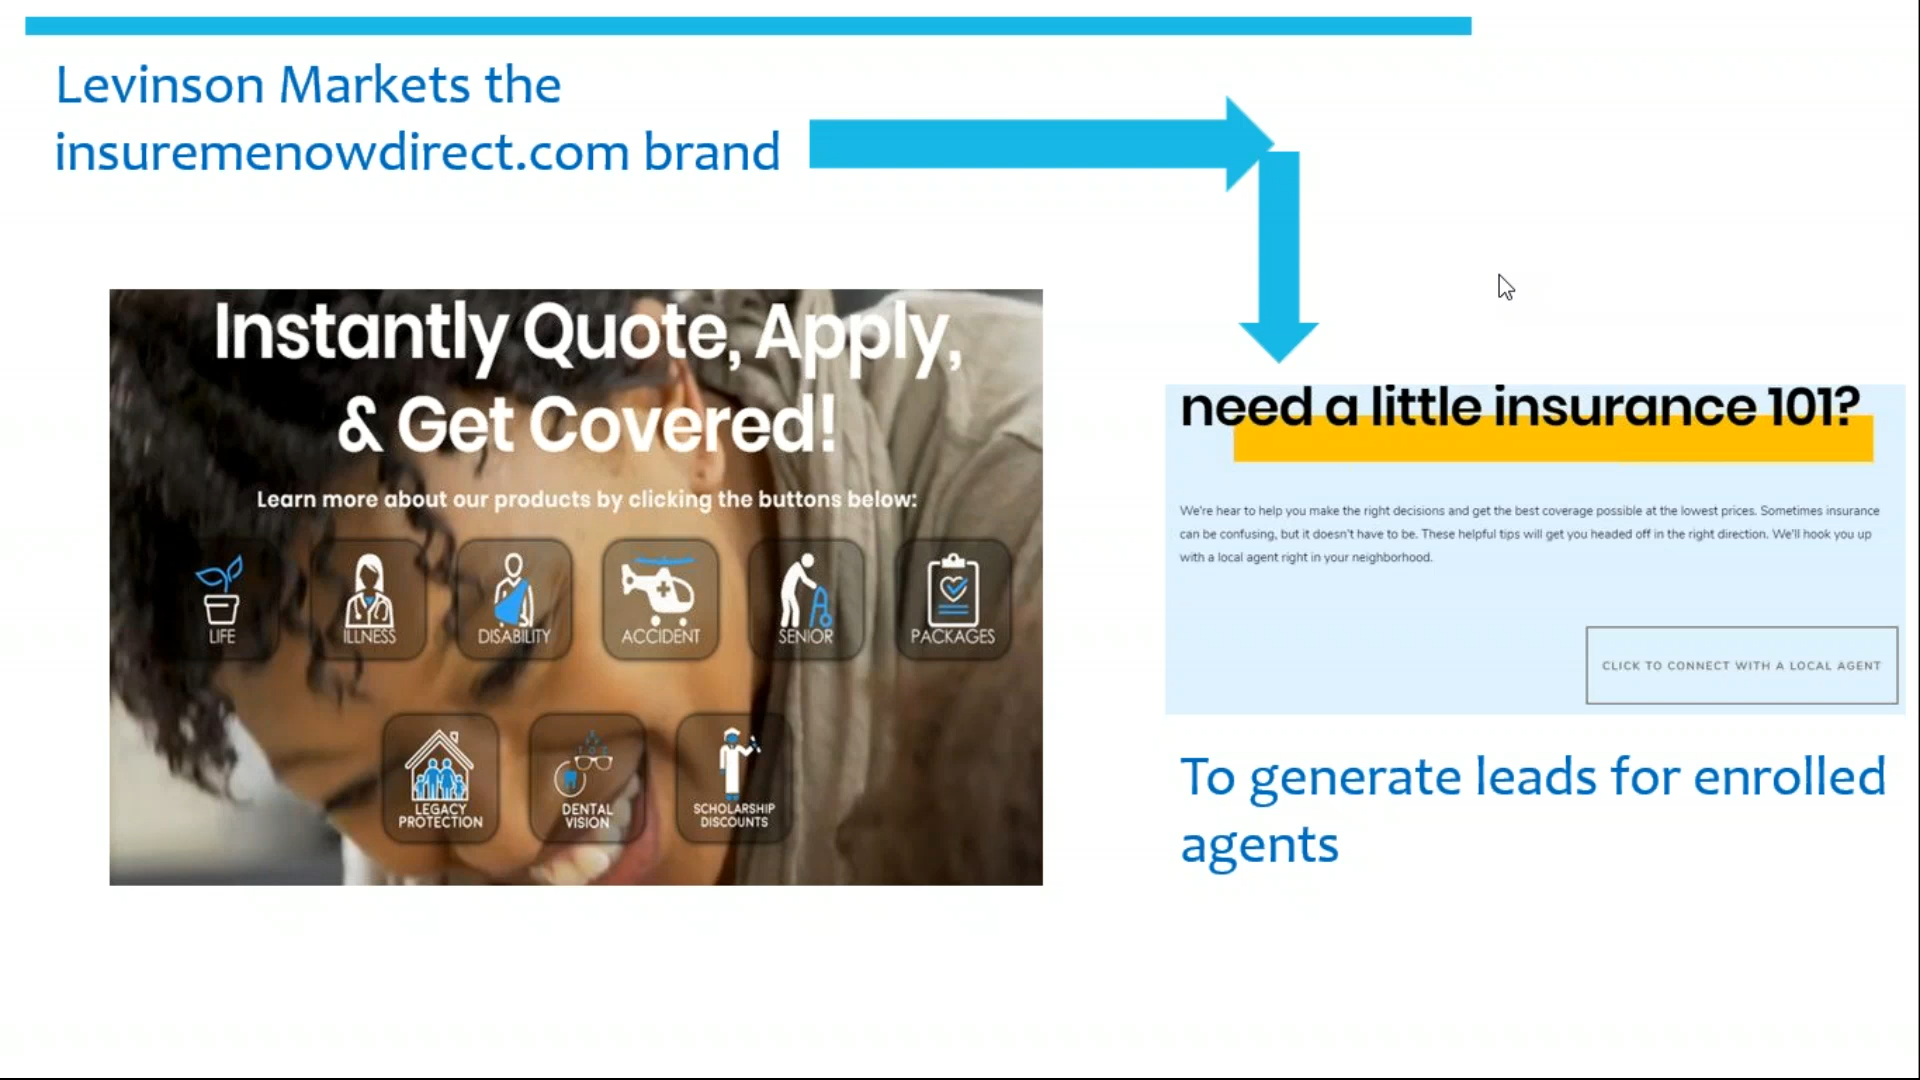 Levinson Markets the
insuremenowdirect.com brand
Instantly Quote, Apply,
& Get Covered!
Learn more about our products by clicking the buttons below:
LIFE
ILLNESS
DISABILITY
ACCIDENT
SENIOR
PACKAGES
LEGACY
PROTECTION
DENTAL
VISION
SCHOLARSHIP
DISCOUNTS
need a little insurance 101?
We're hear to help you make the right decisions and get the best coverage possible at the lowest prices. Sometimes insurance
can be confusing, but it doesn't have to be. These helpful tips will get you headed off in the right direction. We'll hook you up
with a local agent right in your neighborhood.
CLICK TO CONNECT WITH A LOCAL AGENT
To generate leads for enrolled
agents